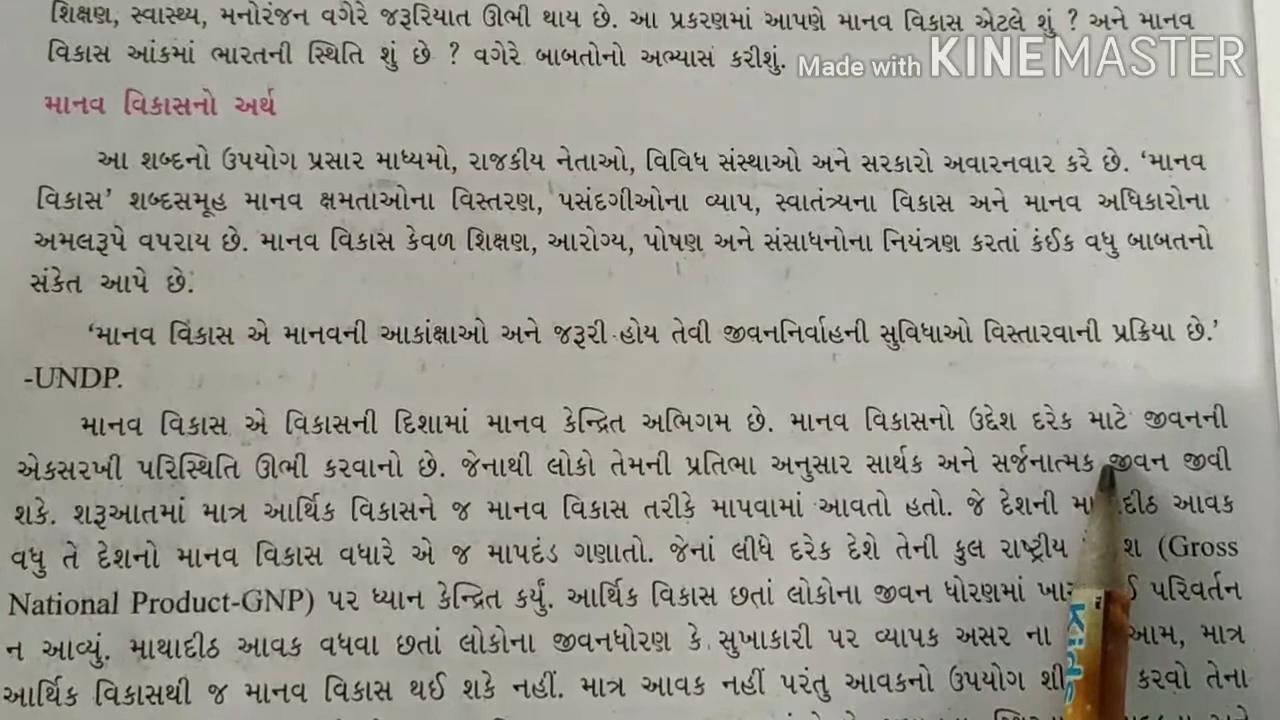 શિક્ષણ, સ્વાસ્થ્ય, મનોરંજન વગેરે જરૂરિયાત ઊભી થાય છે. આ પ્રકરણમાં આપણે માનવ વિકાસ એટલે શું ? અને માનવ
વિકાસ આંકમાં ભારતની સ્થિતિ શું છે ? વગેરે બાબતોનો અભ્યાસ કરીશું.
Made with KINEMASTER
માનવ વિકાસનો અર્થ
આ શબ્દનો ઉપયોગ પ્રસાર માધ્યમો, રાજકીય નેતાઓ, વિવિધ સંસ્થાઓ અને સરકારો અવારનવાર કરે છે. ‘માનવ
વિકાસ’ શબ્દસમૂહ માનવ ક્ષમતાઓના વિસ્તરણ, પસંદગીઓના વ્યાપ, સ્વાતંત્ર્યના વિકાસ અને માનવ અધિકારોના
અમલરૂપે વપરાય છે. માનવ વિકાસ કેવળ શિક્ષણ, આરોગ્ય, પોષણ અને સંસાધનોના નિયંત્રણ કરતાં કંઈક વધુ બાબતનો
સંકેત આપે છે.
‘માનવ વિકાસ એ માનવની આકાંક્ષાઓ અને જરૂરી હોય તેવી જીવનનિર્વાહની સુવિધાઓ વિસ્તારવાની પ્રક્રિયા છે.’
-UNDP.
માનવ વિકાસ એ વિકાસની દિશામાં માનવ કેન્દ્રિત અભિગમ છે. માનવ વિકાસનો ઉદ્દેશ દરેક માટે જીવનની
એકસરખી પરિસ્થિતિ ઊભી કરવાનો છે. જેનાથી લોકો તેમની પ્રતિભા અનુસાર સાર્થક અને સર્જનાત્મક જીવન જીવી
શકે. શરૂઆતમાં માત્ર આર્થિક વિકાસને જ માનવ વિકાસ તરીકે માપવામાં આવતો હતો. જે દેશની આવક
વધુ તે દેશનો માનવ વિકાસ વધારે એ જ માપદંડ ગણાતો. જેનાં લીધે દરેક દેશે તેની કુલ રાષ્ટ્રીય (Gross
National Product-GNP) પર ધ્યાન કેન્દ્રિત કર્યું. આર્થિક વિકાસ છતાં લોકોના જીવન ધોરણમાં પરિવર્તન
ન આવ્યું. માથાદીઠ આવક વધવા છતાં લોકોના જીવનધોરણ કે સુખાકારી પર વ્યાપક અસર ના આમ, માત્ર
આર્થિક વિકાસથી જ માનવ વિકાસ થઈ શકે નહીં. માત્ર આવક નહીં પરંતુ આવકનો ઉપયોગ કરવો તેના
Kids